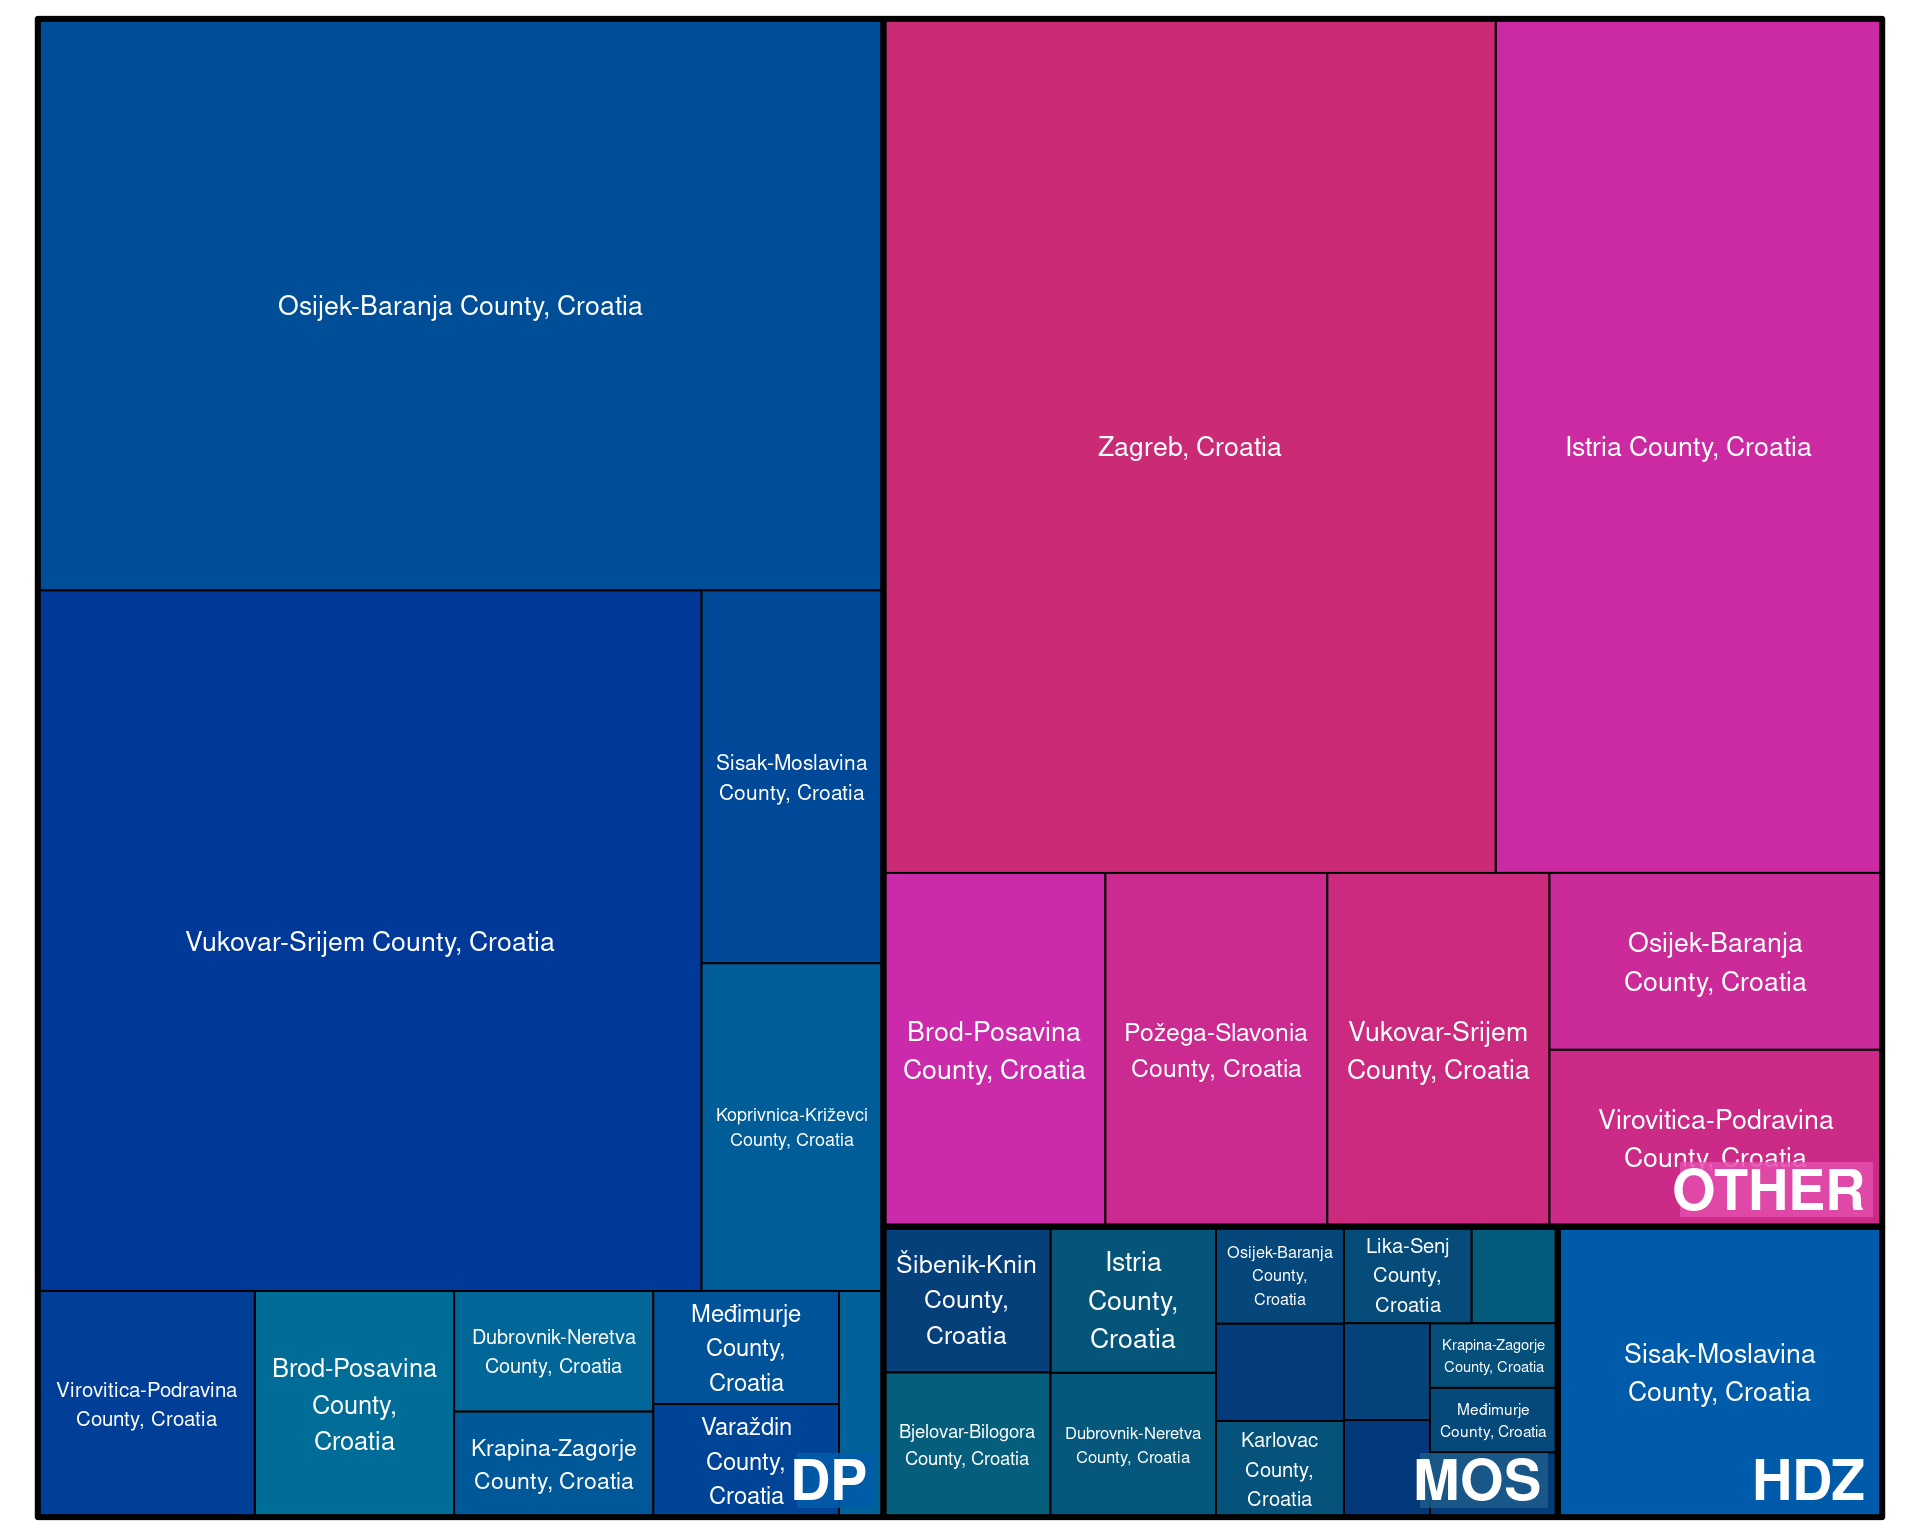 Osijek-Baranja County, Croatia
Vukovar-Srijem County, Croatia
Sisak-Moslavina
County, Croatia
Koprivnica-Križevci
County, Croatia
Virovitica-Podravina
County, Croatia
Brod-Posavina
County,
Croatia
Dubrovnik-Neretva
County, Croatia
Krapina-Zagorje
County, Croatia
Međimurje
County,
Croatia
Varaždin
County,
Croatia
DP
Zagreb, Croatia
Istria County, Croatia
Brod-Posavina
County, Croatia
Požega-Slavonia
County, Croatia
Vukovar-Srijem
County, Croatia
Osijek-Baranja
County, Croatia
Virovitica-Podravina
County, Croatia
OTHER
Šibenik-Knin
County,
Croatia
Bjelovar-Bilogora
County, Croatia
Istria
County,
Croatia
Dubrovnik-Neretva
County, Croatia
Osijek-Baranja
County,
Croatia
Karlovac
County,
Croatia
Lika-Senj
County,
Croatia
Krapina-Zagorje
County, Croatia
Međimurje
County, Croatia
MOS
Sisak-Moslavina
County, Croatia
HDZ